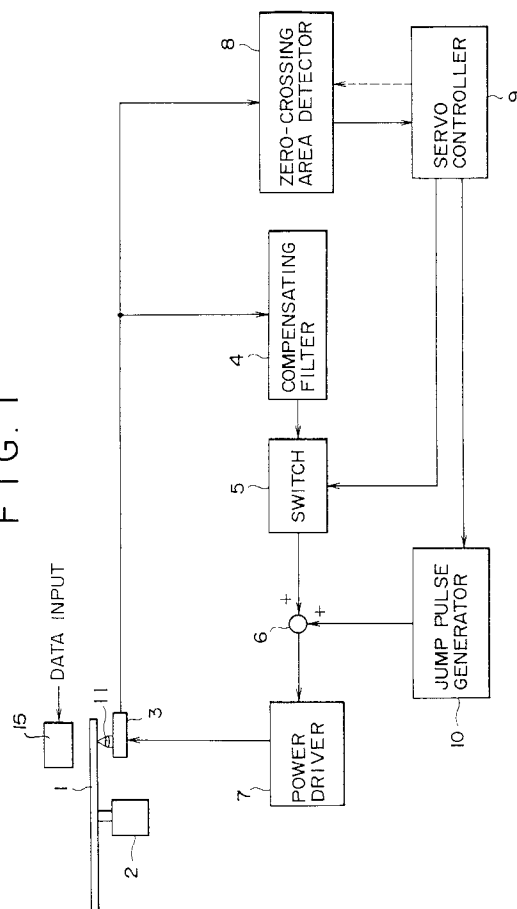 FIG. 1
15
DATA INPUT
1
11
3
2
8
ZERO-CROSSING
AREA DETECTOR
4
COMPENSATING
FILTER
5
SWITCH
+
+
6
7
POWER
DRIVER
SERVO
CONTROLLER
9
JUMP PULSE
GENERATOR
10